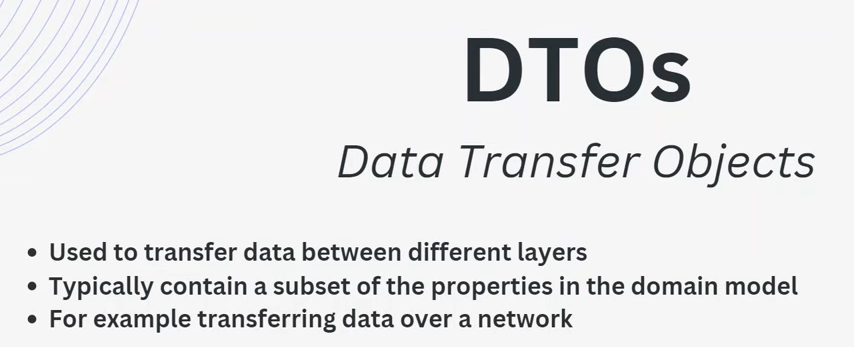 DTOs
Data Transfer Objects
• Used to transfer data between different layers
• Typically contain a subset of the properties in the domain model
• For example transferring data over a network